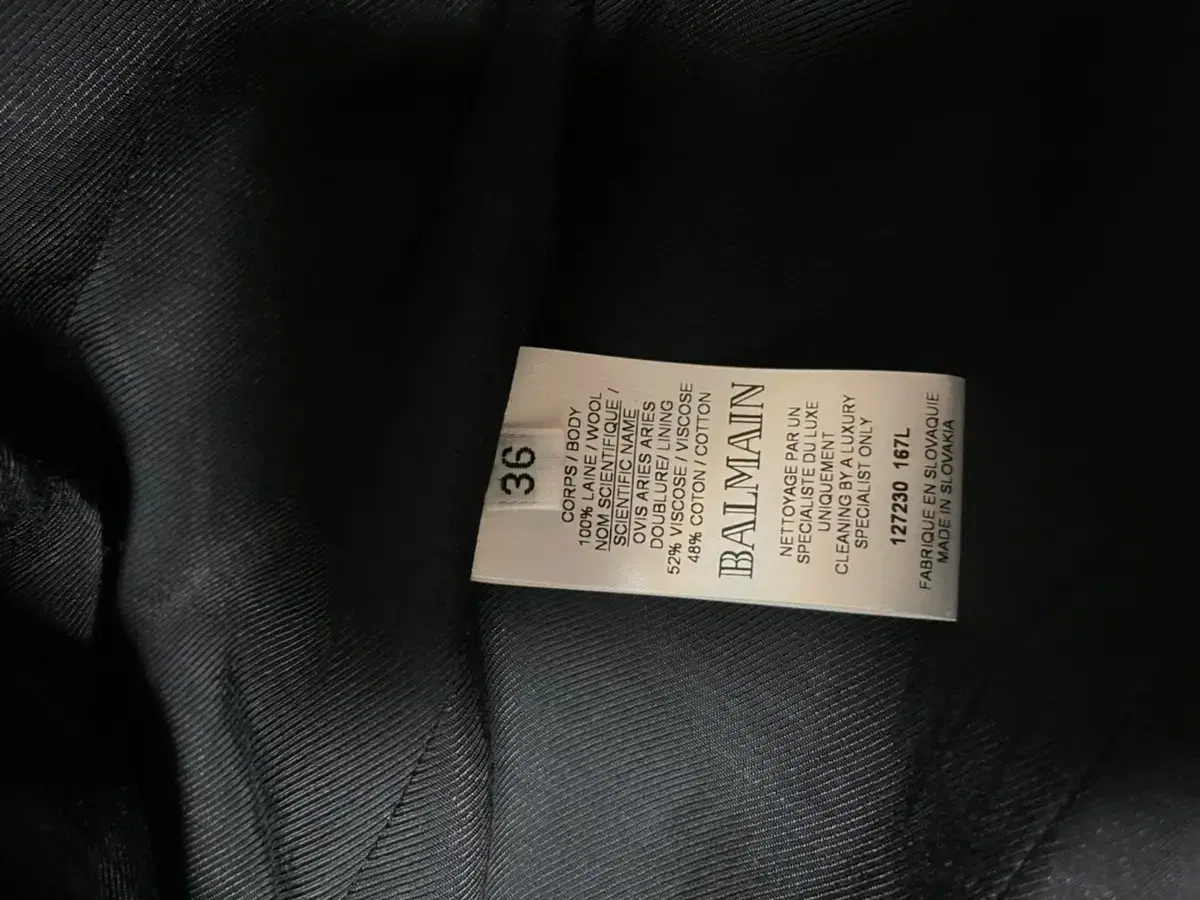 36
CORPS / BODY
100% LAINE / WOOL
NOM SCIENTIFIQUE /
SCIENTIFIC NAME
OVIS ARIES ARIES
DOUBLURE/ LINING
52% VISCOSE / VISCOSE
48% COTON / COTTON
BALMAIN
NETTOYAGE PAR UN
SPECIALISTE DU LUXE
UNIQUEMENT
CLEANING BY A LUXURY
SPECIALIST ONLY
127230 167L
FABRIQUE EN SLOVAQUIE
MADE IN SLOVAKIA